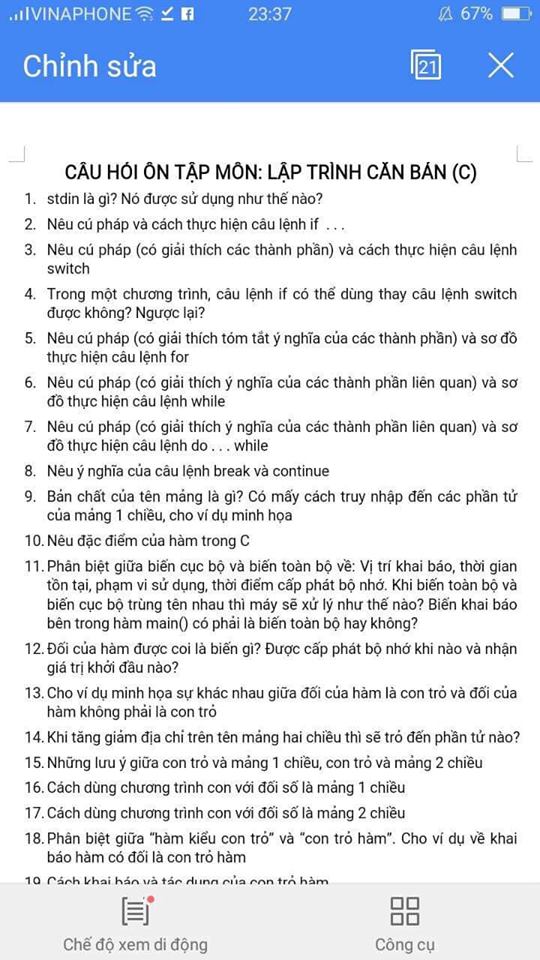 VINAPHONE
23:37
67%
Chỉnh sửa
21
CÂU HỎI ÔN TẬP MÔN: LẬP TRÌNH CĂN BẢN (C)
1. stdin là gì? Nó được sử dụng như thế nào?
2. Nêu cú pháp và cách thực hiện câu lệnh if . . .
3. Nêu cú pháp (có giải thích các thành phần) và cách thực hiện câu lệnh
switch
4. Trong một chương trình, câu lệnh if có thể dùng thay câu lệnh switch
được không? Ngược lại?
5. Nêu cú pháp (có giải thích tóm tắt ý nghĩa của các thành phần) và sơ đồ
thực hiện câu lệnh for
6. Nêu cú pháp (có giải thích ý nghĩa của các thành phần liên quan) và sơ
đồ thực hiện câu lệnh while
7. Nêu cú pháp (có giải thích ý nghĩa của các thành phần liên quan) và sơ
đồ thực hiện câu lệnh do . . . while
8. Nêu ý nghĩa của câu lệnh break và continue
9. Bản chất của tên mảng là gì? Có mấy cách truy nhập đến các phần tử
của mảng 1 chiều, cho ví dụ minh họa
10. Nêu đặc điểm của hàm trong C
11. Phân biệt giữa biến cục bộ và biến toàn bộ về: Vị trí khai báo, thời gian
tồn tại, phạm vi sử dụng, thời điểm cấp phát bộ nhớ. Khi biến toàn bộ và
biến cục bộ trùng tên nhau thì máy sẽ xử lý như thế nào? Biến khai báo
bên trong hàm main() có phải là biến toàn bộ hay không?
12. Đối của hàm được coi là biến gì? Được cấp phát bộ nhớ khi nào và nhận
giá trị khởi đầu nào?
13. Cho ví dụ minh họa sự khác nhau giữa đối của hàm là con trỏ và đối của
hàm không phải là con trỏ
14. Khi tăng giảm địa chỉ trên tên mảng hai chiều thì sẽ trỏ đến phần tử nào?
15. Những lưu ý giữa con trỏ và mảng 1 chiều, con trỏ và mảng 2 chiều
16. Cách dùng chương trình con với đối số là mảng 1 chiều
17. Cách dùng chương trình con với đối số là mảng 2 chiều
18. Phân biệt giữa “hàm kiểu con trỏ” và “con trỏ hàm”. Cho ví dụ về khai
báo hàm có đối là con trỏ hàm
19. Cách khai báo và tác dụng của con trỏ hàm
Chế độ xem di động
Công cụ